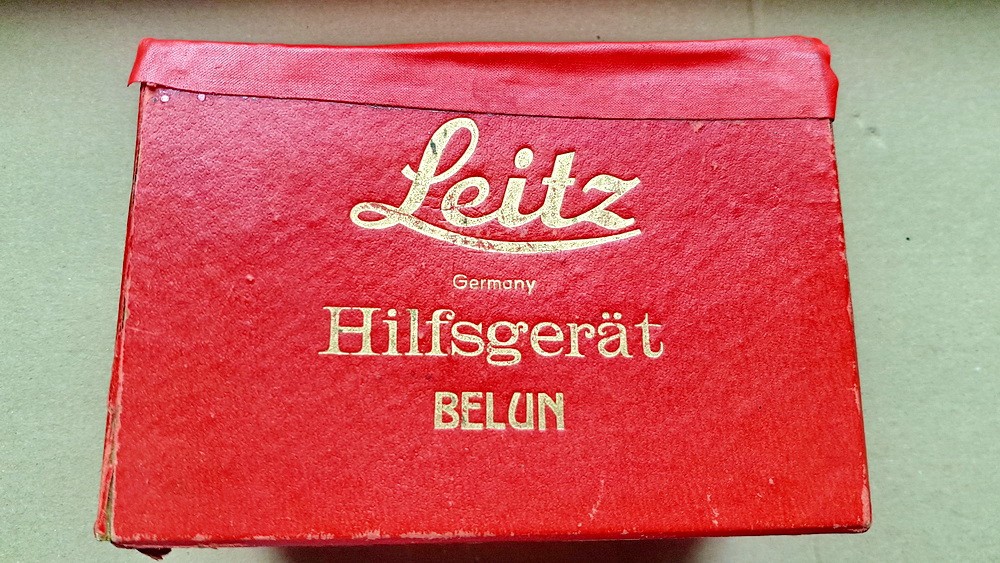 Leitz
Germany
Hilfsgerät
BELUN